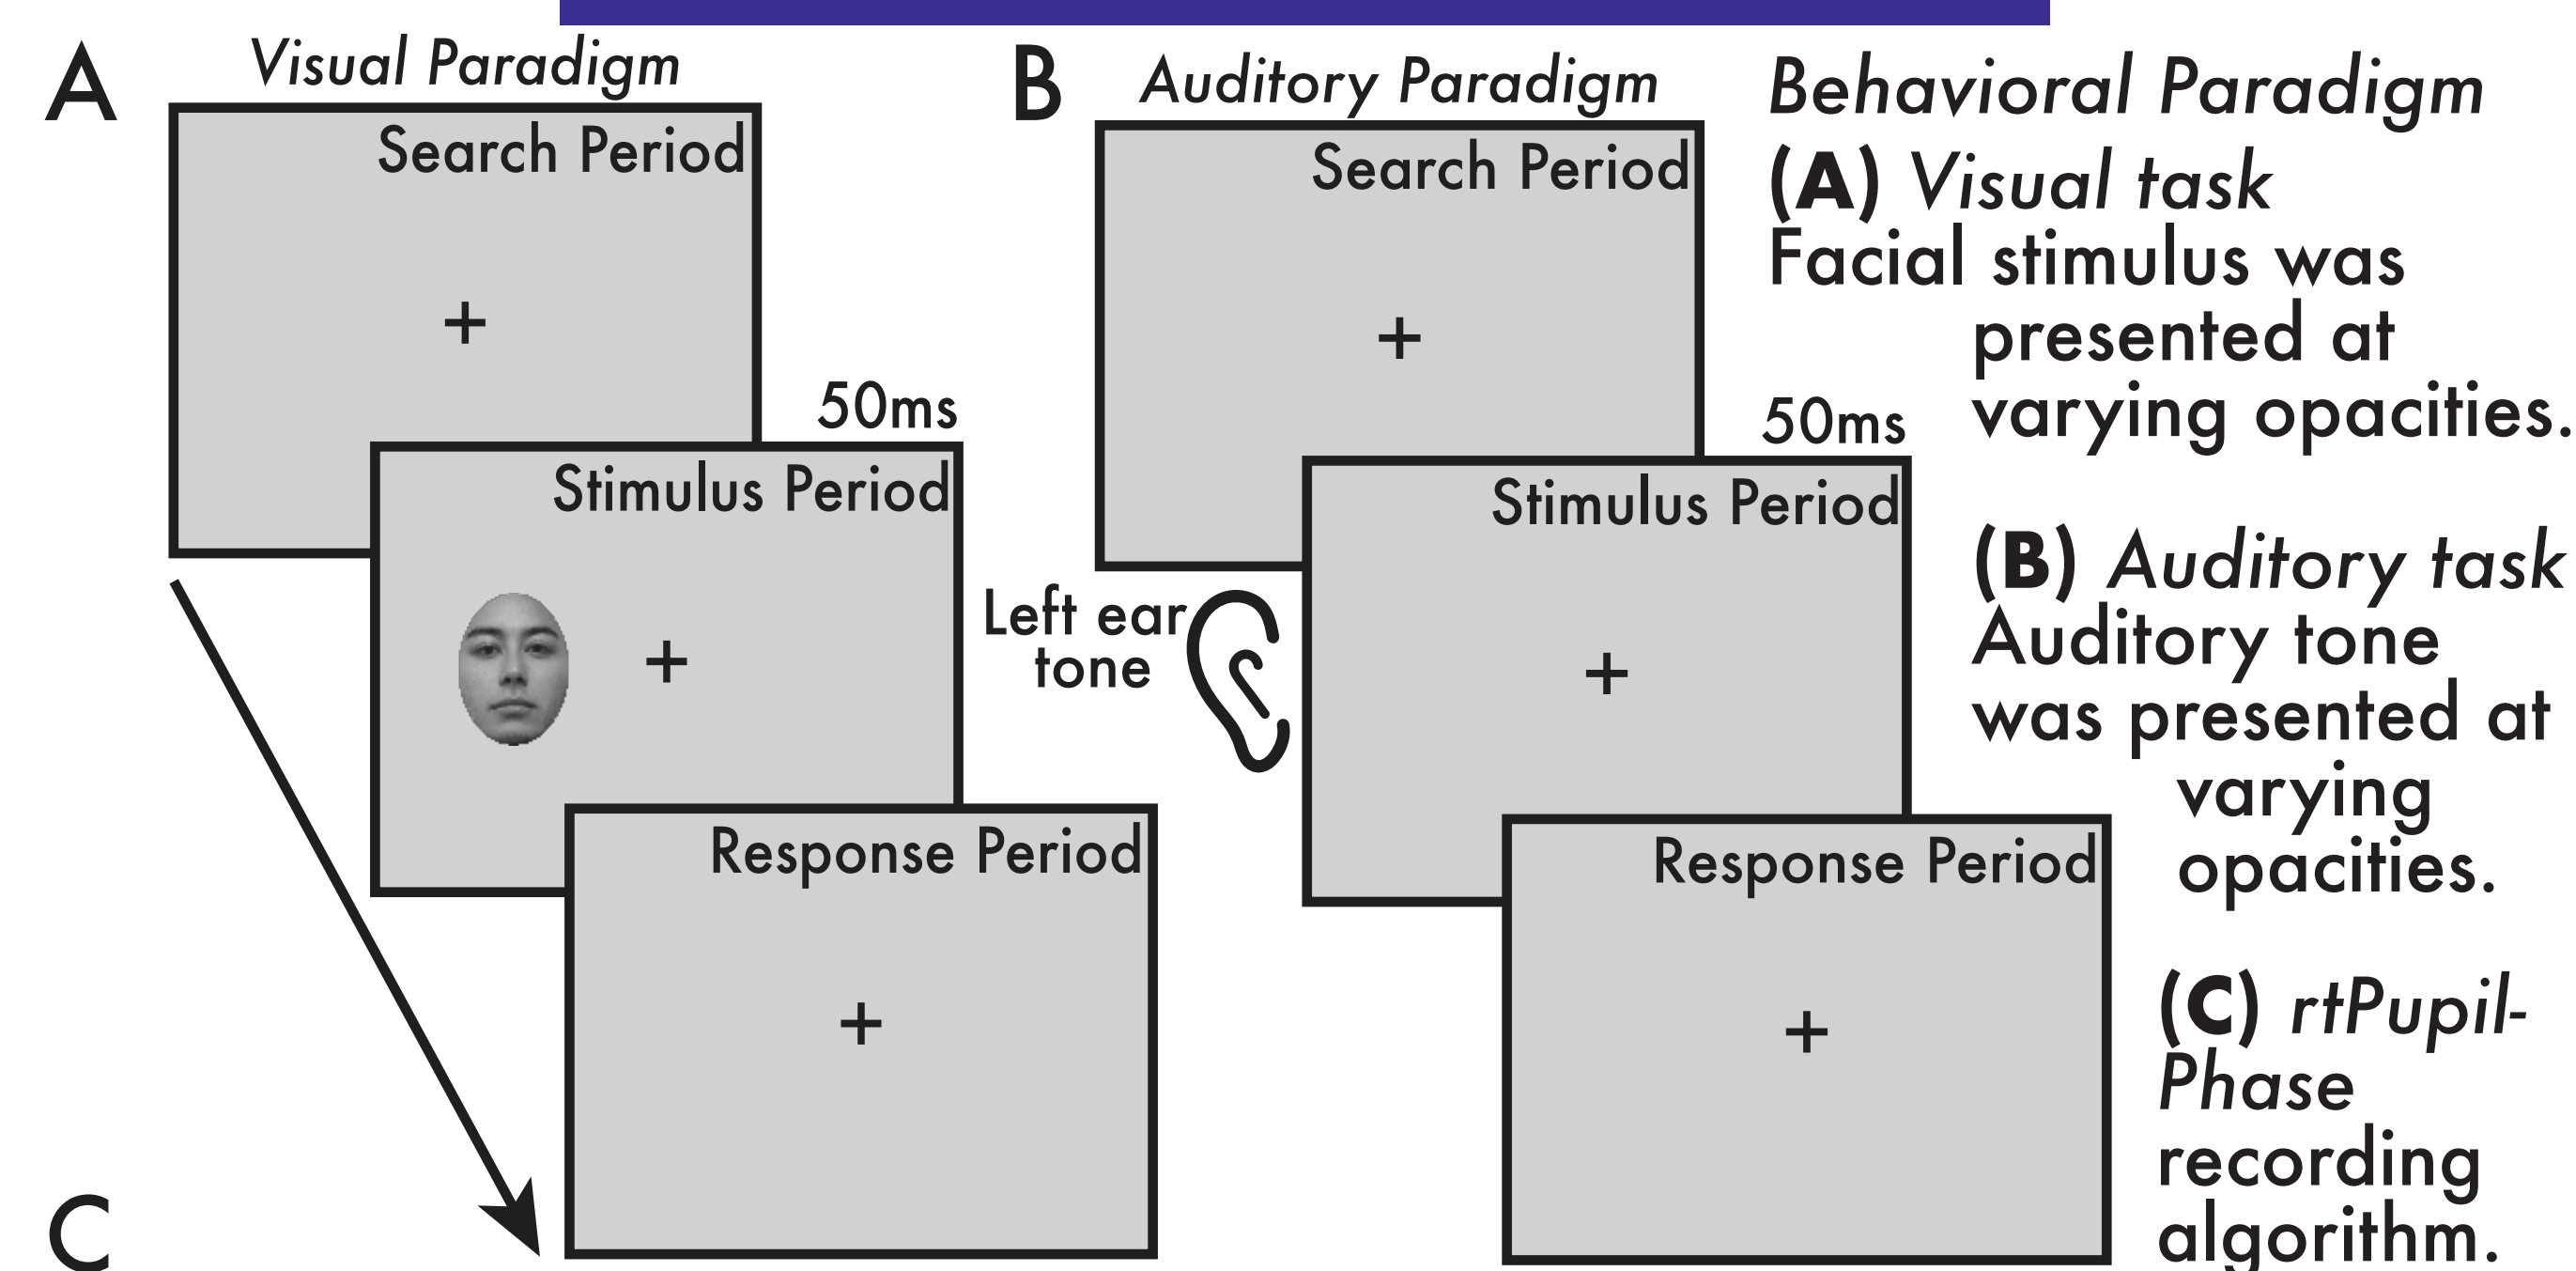 A
Visual Paradigm
Search Period
+
50ms
Stimulus Period
+
Response Period
+
B
Auditory Paradigm
Search Period
+
50ms
Stimulus Period
Left ear
tone
+
Response Period
+
Behavioral Paradigm
(A) Visual task
Facial stimulus was
presented at
varying opacities.
(B) Auditory task
Auditory tone
was presented at
varying
opacities.
(C) rtPupil-
Phase
recording
algorithm.
C